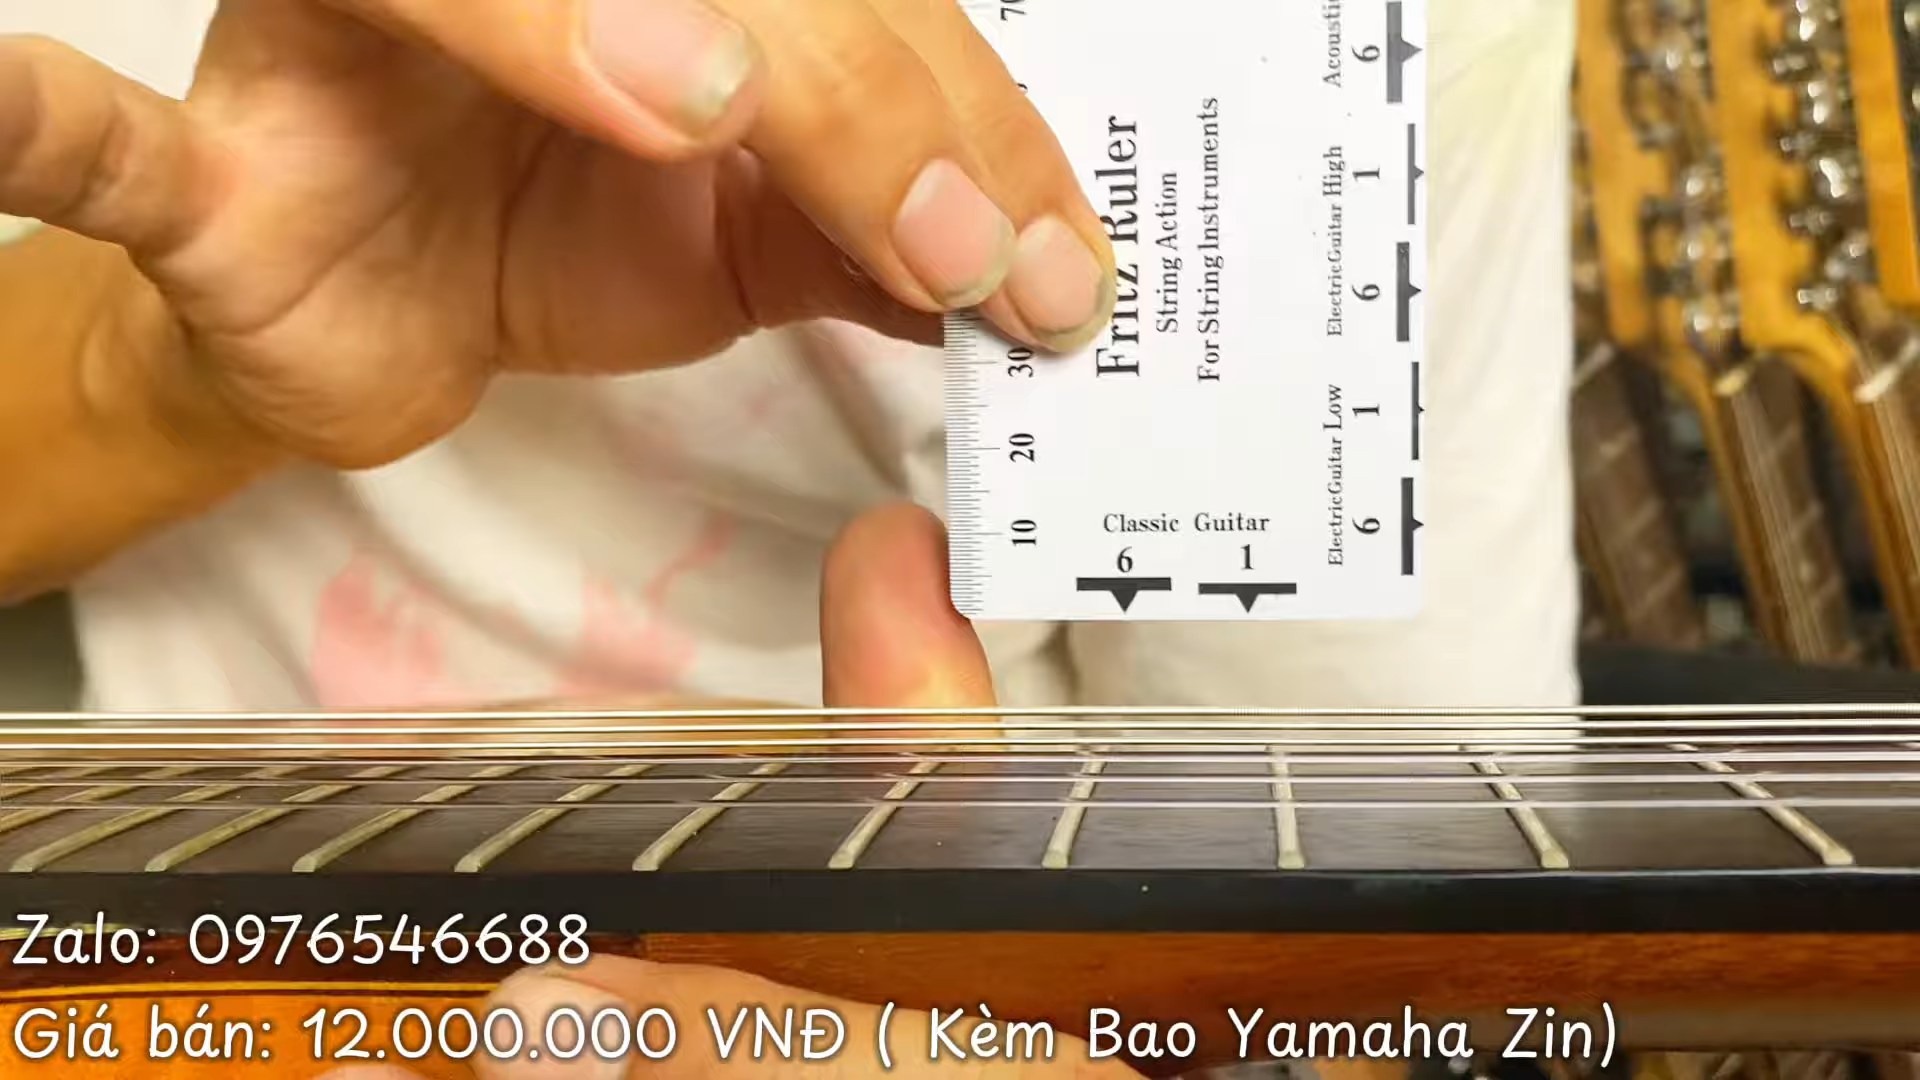 70
30
20
10
Fritz Ruler
String Action
For String Instruments
Classic Guitar
6 1
6
ElectricGuitar High
1 6
ElectricGuitar Low
1 6
Zalo: 0976546688
Giá bán: 12.000.000 VNĐ ( Kèm Bao Yamaha Zin)